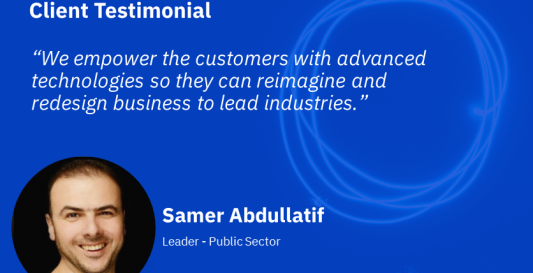 Client Testimonial
“We empower the customers with advanced
technologies so they can reimagine and
redesign business to lead industries.”
Samer Abdullatif
Leader - Public Sector